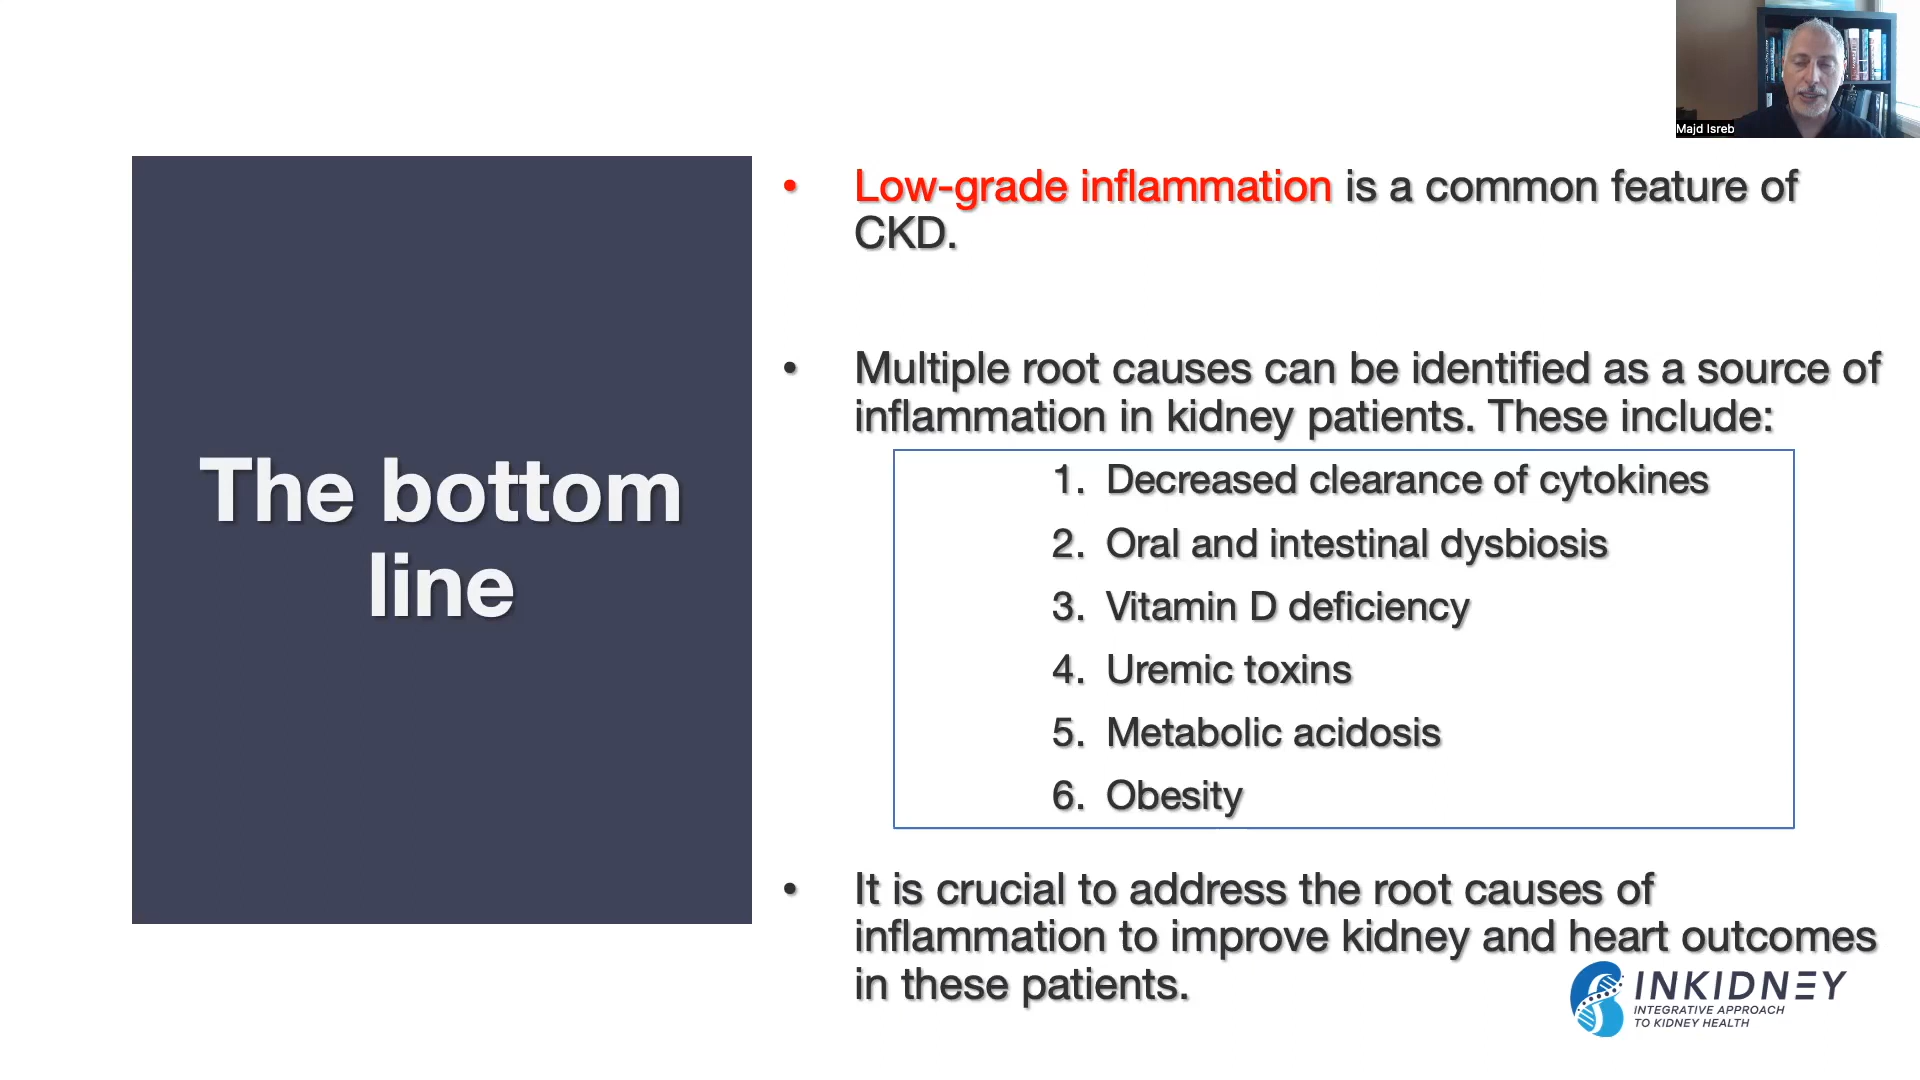 Majd Isreb
The bottom
line
• Low-grade inflammation is a common feature of
CKD.
• Multiple root causes can be identified as a source of
inflammation in kidney patients. These include:
1. Decreased clearance of cytokines
2. Oral and intestinal dysbiosis
3. Vitamin D deficiency
4. Uremic toxins
5. Metabolic acidosis
6. Obesity
• It is crucial to address the root causes of
inflammation to improve kidney and heart outcomes
in these patients.
INKIDNEY
INTEGRATIVE APPROACH
TO KIDNEY HEALTH